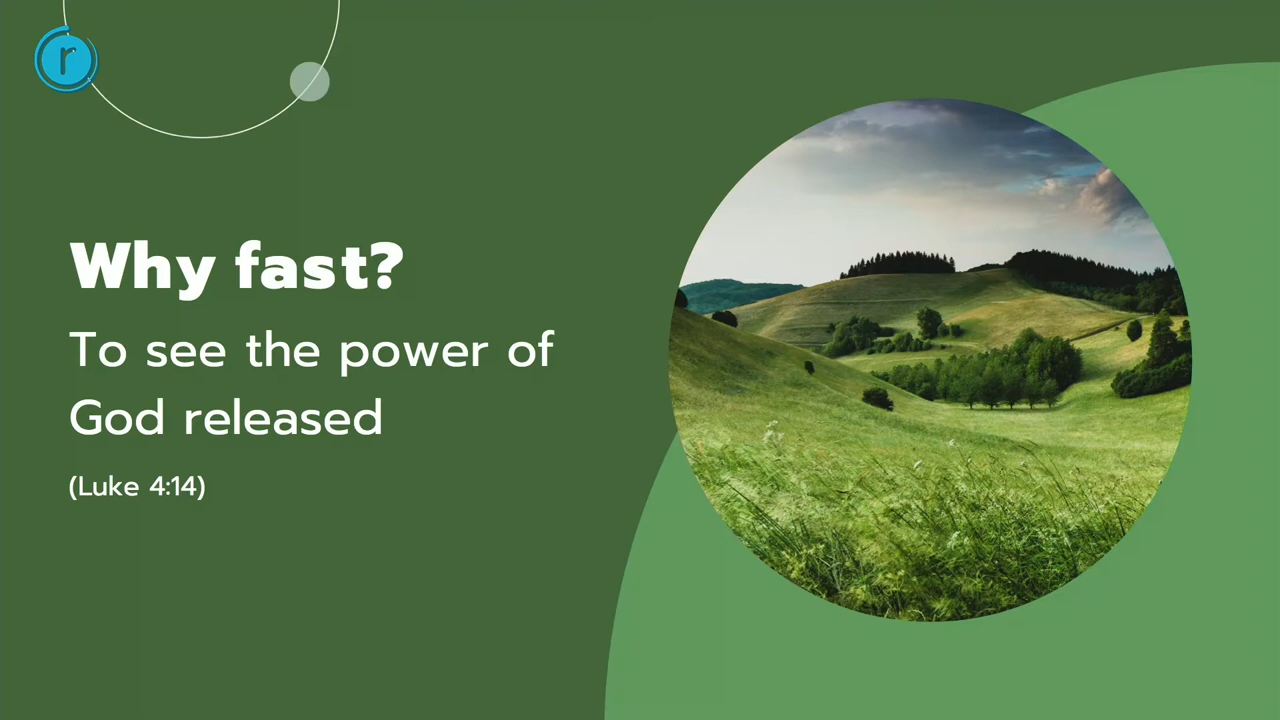 r
Why fast?
To see the power of
God released
(Luke 4:14)